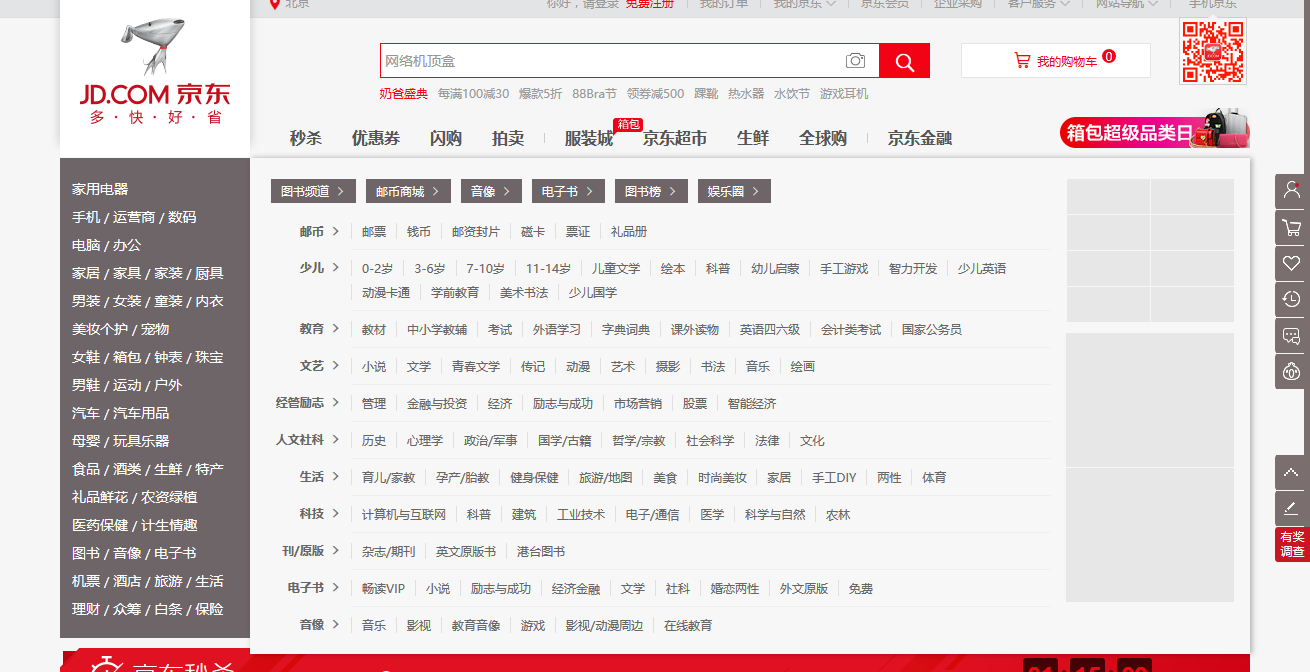 北京
你好，请登录 免费注册 我的订单 我的京东 京东会员 企业采购 客户服务 网站导航 手机京东
JD.COM 京东
多·快·好·省
网络机顶盒
我的购物车 0
奶爸盛典 每满100减30 爆款5折 88Bra节 领券减500 踝靴 热水器 水饮节 游戏耳机
秒杀 优惠券 闪购 拍卖 服装城 箱包 京东超市 生鲜 全球购 京东金融
箱包超级品类日
家用电器
手机 / 运营商 / 数码
电脑 / 办公
家居 / 家具 / 家装 / 厨具
男装 / 女装 / 童装 / 内衣
美妆个护 / 宠物
女鞋 / 箱包 / 钟表 / 珠宝
男鞋 / 运动 / 户外
汽车 / 汽车用品
母婴 / 玩具乐器
食品 / 酒类 / 生鲜 / 特产
礼品鲜花 / 农资绿植
医药保健 / 计生情趣
图书 / 音像 / 电子书
机票 / 酒店 / 旅游 / 生活
理财 / 众筹 / 白条 / 保险
图书频道 邮币商城 音像 电子书 图书榜 娱乐圈
邮币 邮票 钱币 邮资封片 磁卡 票证 礼品册
少儿 0-2岁 3-6岁 7-10岁 11-14岁 儿童文学 绘本 科普 幼儿启蒙 手工游戏 智力开发 少儿英语
动漫卡通 学前教育 美术书法 少儿国学
教育 教材 中小学教辅 考试 外语学习 字典词典 课外读物 英语四六级 会计类考试 国家公务员
文艺 小说 文学 青春文学 传记 动漫 艺术 摄影 书法 音乐 绘画
经管励志 管理 金融与投资 经济 励志与成功 市场营销 股票 智能经济
人文社科 历史 心理学 政治/军事 国学/古籍 哲学/宗教 社会科学 法律 文化
生活 育儿/家教 孕产/胎教 健身保健 旅游/地图 美食 时尚美妆 家居 手工DIY 两性 体育
科技 计算机与互联网 科普 建筑 工业技术 电子/通信 医学 科学与自然 农林
刊/原版 杂志/期刊 英文原版书 港台图书
电子书 畅读VIP 小说 励志与成功 经济金融 文学 社科 婚恋两性 外文原版 免费
音像 音乐 影视 教育音像 游戏 影视/动漫周边 在线教育
有奖
调查
京东秒杀